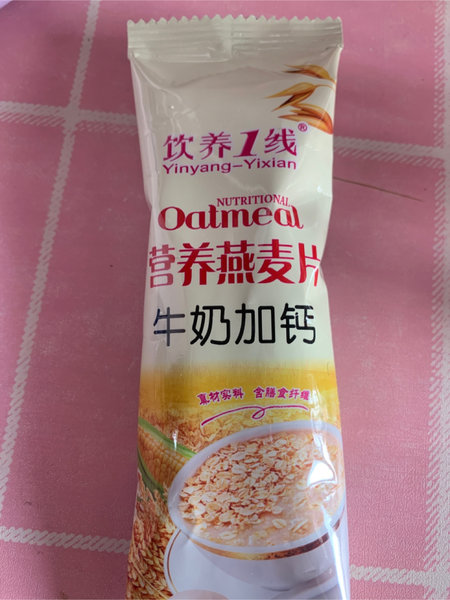 饮养1线®
Yinyang-Yixian
NUTRITIONAL
Oatmeal
营养燕麦片
牛奶加钙
真材实料 含膳食纤维